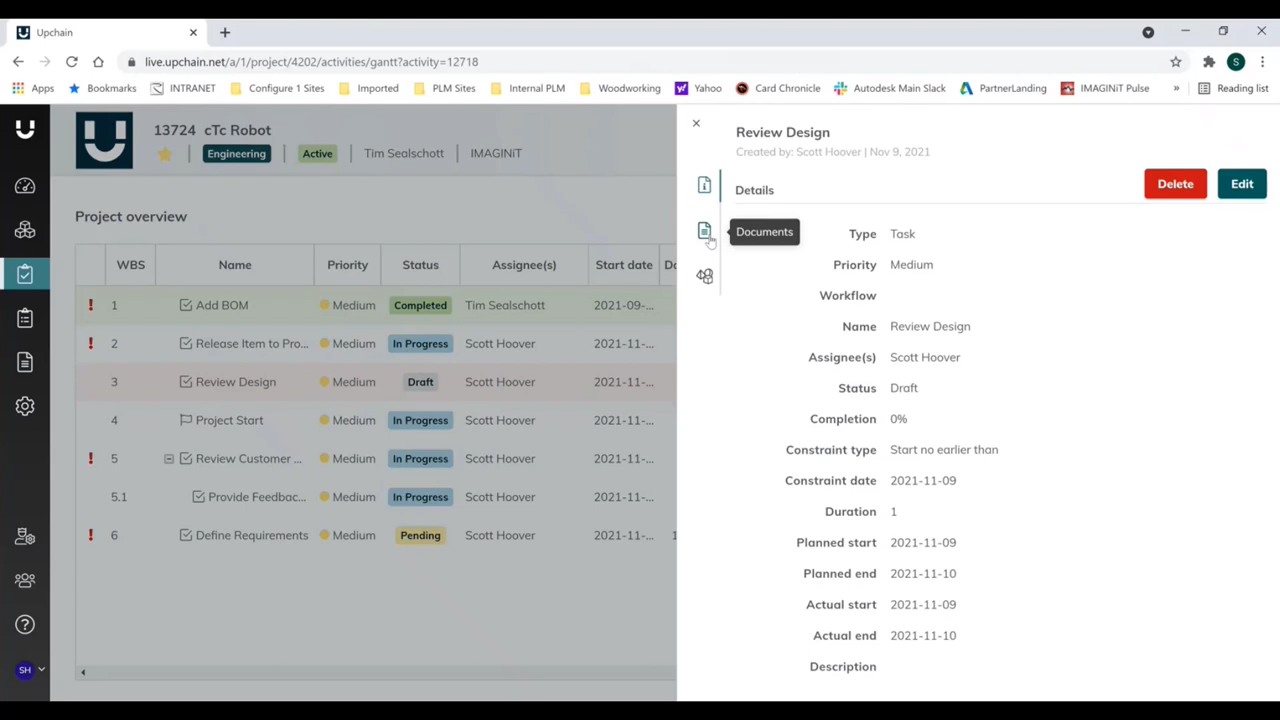 Upchain
live.upchain.net/a/1/project/4202/activities/gantt?activity=12718
S
Apps Bookmarks INTRANET Configure 1 Sites Imported PLM Sites Internal PLM Woodworking Yahoo Card Chronicle Autodesk Main Slack PartnerLanding IMAGINiT Pulse » Reading list
13724 cTc Robot
Engineering Active Tim Sealschott IMAGINiT
Project overview
WBS Name Priority Status Assignee(s) Start date
! 1 Add BOM Medium Completed Tim Sealschott 2021-09-...
! 2 Release Item to Pro... Medium In Progress Scott Hoover 2021-11-...
3 Review Design Medium Draft Scott Hoover 2021-11-...
4 Project Start Medium In Progress Scott Hoover 2021-11-...
! 5 Review Customer ... Medium In Progress Scott Hoover 2021-11-...
5.1 Provide Feedbac... Medium In Progress Scott Hoover 2021-11-...
! 6 Define Requirements Medium Pending Scott Hoover 2021-11-...
SH
Review Design
Created by: Scott Hoover | Nov 9, 2021
Details
Delete Edit
Documents
Type Task
Priority Medium
Workflow
Name Review Design
Assignee(s) Scott Hoover
Status Draft
Completion 0%
Constraint type Start no earlier than
Constraint date 2021-11-09
Duration 1
Planned start 2021-11-09
Planned end 2021-11-10
Actual start 2021-11-09
Actual end 2021-11-10
Description